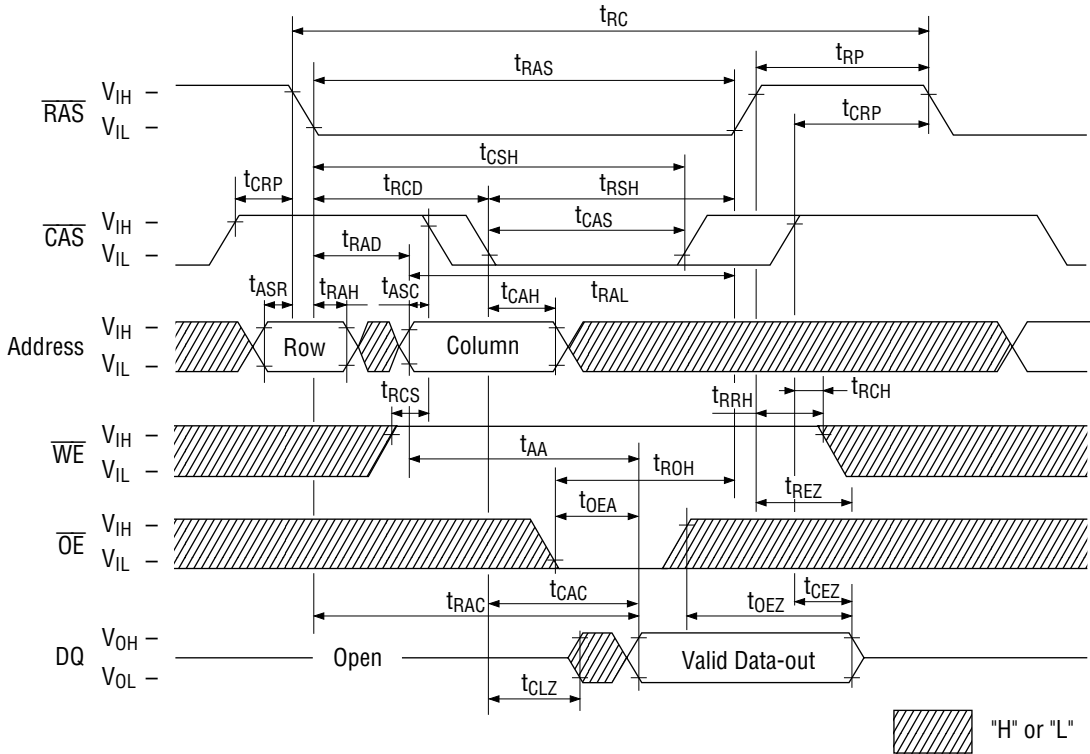 tRC
tRP
tRAS
RAS VIH
VIL
tCRP
tCSH
tCRP tRCD tRSH
CAS VIH
VIL
tCAS
tRAD
tASR tRAH tASC tCAH tRAL
Address VIH
VIL
Row Column
tRCS tRRH tRCH
WE VIH
VIL
tAA tROH
tOEA tREZ
OE VIH
VIL
tRAC tCAC tOEZ tCEZ
DQ VOH
VOL
Open Valid Data-out
tCLZ
"H" or "L"